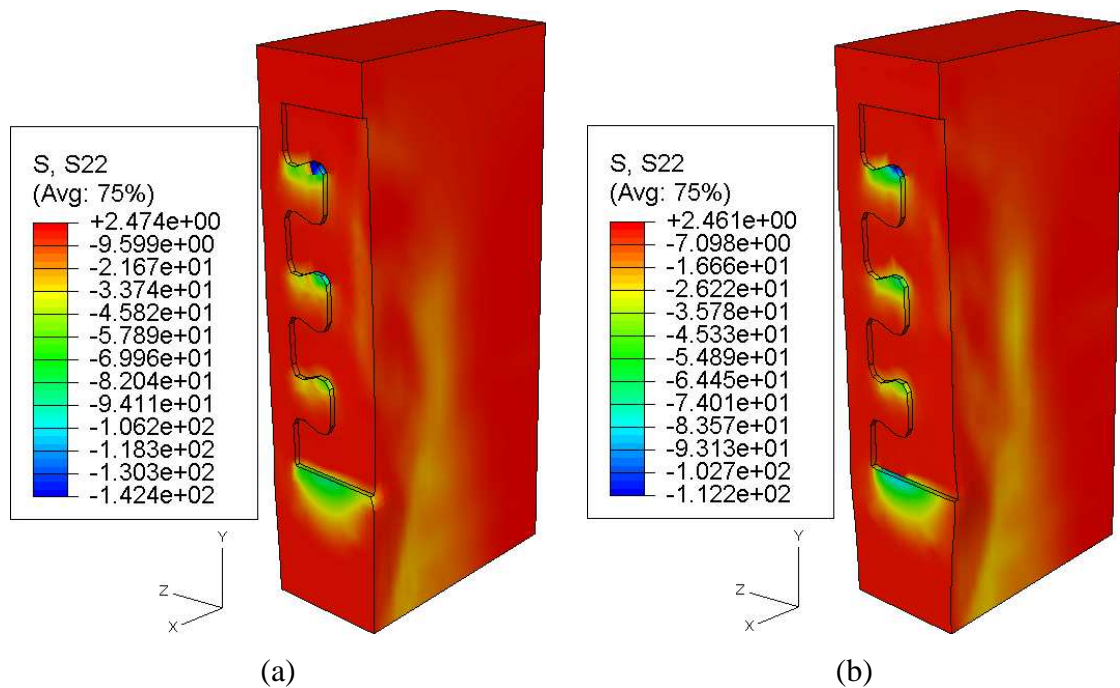 S, S22
(Avg: 75%)
+2.474e+00
-9.599e+00
-2.167e+01
-3.374e+01
-4.582e+01
-5.789e+01
-6.996e+01
-8.204e+01
-9.411e+01
-1.062e+02
-1.183e+02
-1.303e+02
-1.424e+02
Y
Z
X
(a)
S, S22
(Avg: 75%)
+2.461e+00
-7.098e+00
-1.666e+01
-2.622e+01
-3.578e+01
-4.533e+01
-5.489e+01
-6.445e+01
-7.401e+01
-8.357e+01
-9.313e+01
-1.027e+02
-1.122e+02
Y
Z
X
(b)